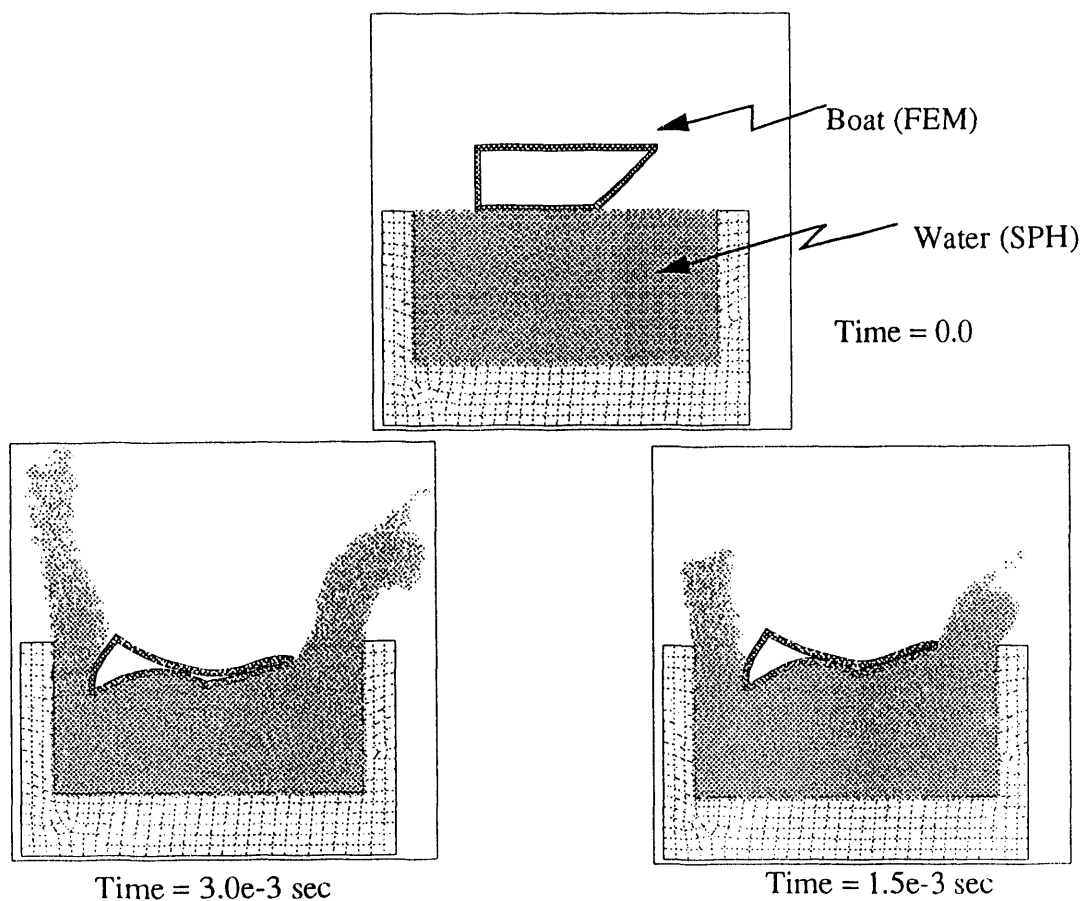 Boat (FEM)
Water (SPH)
Time = 0.0
Time = 3.0e-3 sec
Time = 1.5e-3 sec